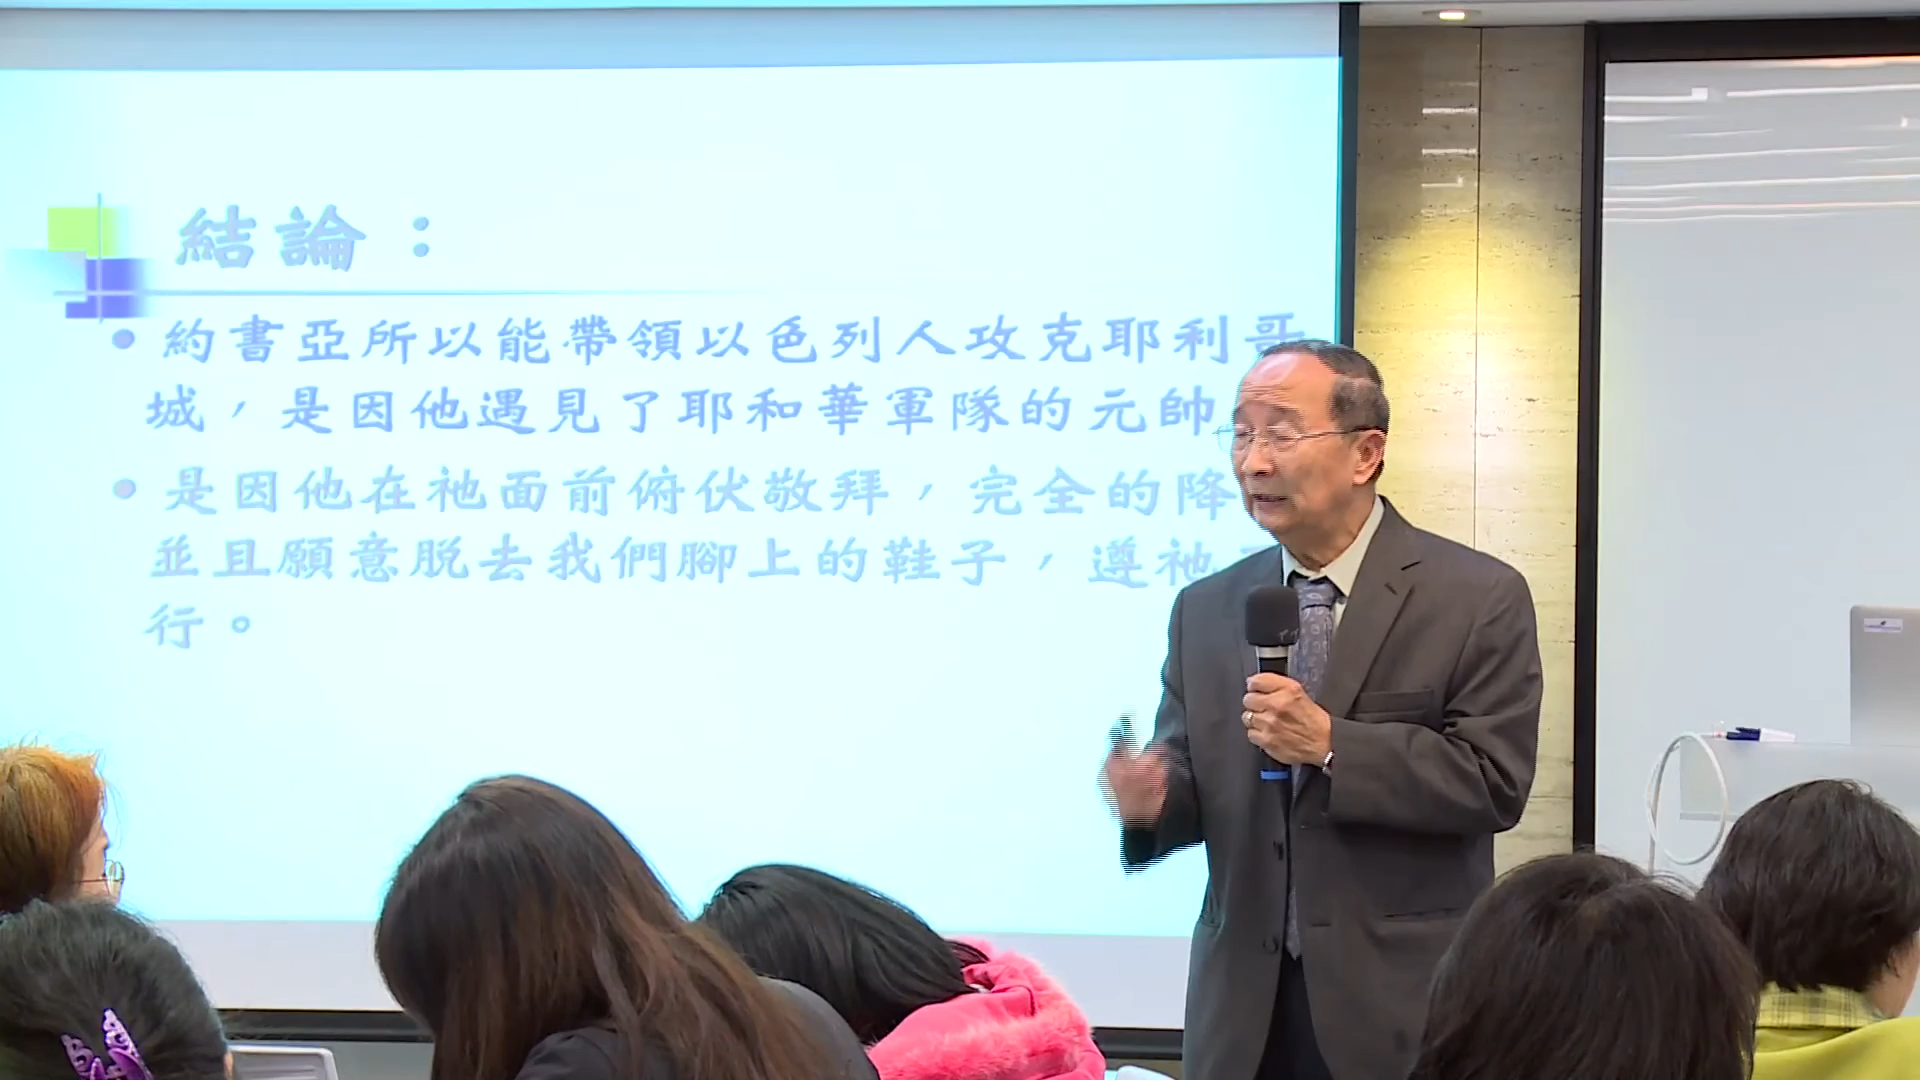 結論：
• 約書亞所以能帶領以色列人攻克耶利哥
城，是因他遇見了耶和華軍隊的元帥
• 是因他在祂面前俯伏敬拜，完全的降
並且願意脫去我們腳上的鞋子，遵祂
行。